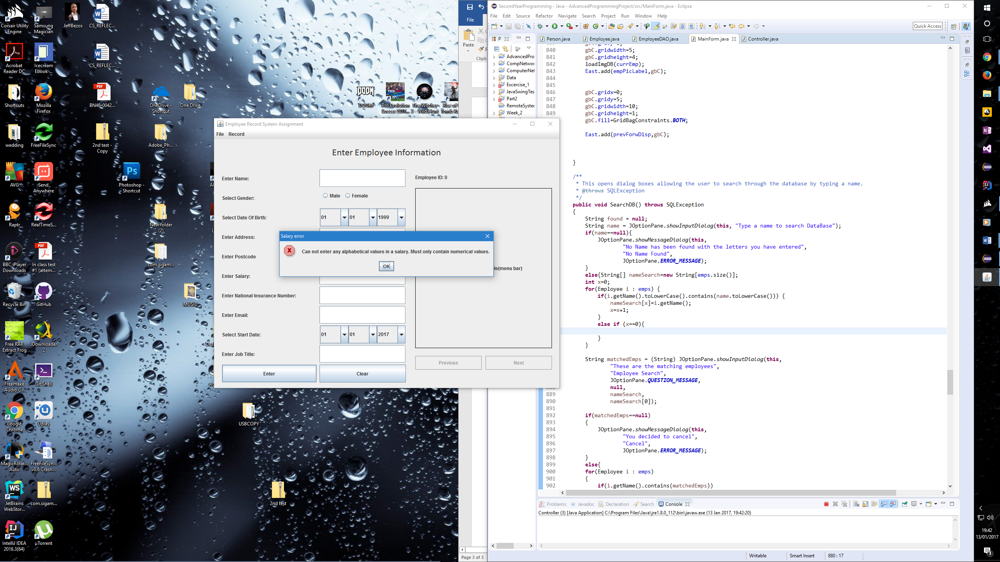 Corsair Utility Engine
Samsung Magician
JeffBezos
CS_REFLEC...
Acrobat Reader DC
Icecream Ebook ...
CS_REFLEC...
Shortcuts
Mozilla Firefox
BN46-0042...
OneDrive - Shortcut
One Drive
DOOM
Pro Evolution Soccer 2017...
The Witcher 3 - Wild Hunt
wedding
FreeFileSync
2nd test - Copy
Adobe_Ph...
AVG
Send Anywhere
Photoshop - Shortcut
Raptr
RealTimeS...
New folder (2)
BBC iPlayer Downloads
In class test #1 (attem...
com.sigam...
Recycle Bin
GitHub
MUSIC
Free RAR Extract Frog
JDownloader 2
Freemake Audio C...
Git Shell
Google Chrome
Uplay
USBCOPY
MagicRotat... Auto
FreeFileSyn... v8.6 Crash...
JetBrains WebStor...
com.sigam...
2nd test
IntelliJ IDEA 2016.3(64)
µTorrent
File
Paste
Clipb
Page 3 of 3
Employee Record System Assignment
File Record
Enter Employee Information
Enter Name:
Employee ID: 0
Select Gender:
Male Female
Select Date Of Birth:
01 01 1999
Enter Address:
Enter Postcode
Enter Salary:
le(menu bar)
Enter National Insurance Number:
Enter Email:
Select Start Date:
01 01 2017
Enter Job Title:
Previous Next
Enter Clear
Salary error
Can not enter any alphabetical values in a salary. Must only contain numerical values.
OK
SecondYearProgramming - Java - AdvancedProgrammingProject/src/MainForm.java - Eclipse
File Edit Source Refactor Navigate Search Project Run Window Help
Quick Access
P
Person.java Employee.java EmployeeDAO.java MainForm.java Controller.java
AdvancedPro
CompNetwor
ComputerNet
Data
Excercise_1
JavaSwingTes
Part2
RemoteSyster
Week_2
840 gbC.gridwidth=5;
841 gbC.gridheight=4;
842 loadImgDB(currEmp);
843 East.add(empPicLabel,gbC);
844
845
846 gbC.gridx=0;
847 gbC.gridy=5;
848 gbC.gridwidth=10;
849 gbC.gridheight=1;
gbC.fill=GridBagConstraints.BOTH;
East.add(prevForwDisp,gbC);
}
/**
* This opens dialog boxes allowing the user to search through the database by typing a name.
* @throws SQLException
*/
public void SearchDB() throws SQLException
{
String found = null;
String name = JOptionPane.showInputDialog(this, "Type a name to search DataBase");
if(name==null){
JOptionPane.showMessageDialog(this,
"No Name has been found with the letters you have entered",
"No Name Found",
JOptionPane.ERROR_MESSAGE);
}
else{String[] nameSearch=new String[emps.size()];
int x=0;
for(Employee i : emps) {
if(i.getName().toLowerCase().contains(name.toLowerCase())) {
nameSearch[x]=i.getName();
x=x+1;
}
else if (x==0){
}
}
String matchedEmps = (String) JOptionPane.showInputDialog(this,
"These are the matching employees",
"Employee Search",
JOptionPane.QUESTION_MESSAGE,
null,
889 nameSearch,
890 nameSearch[0]);
891
892 if(matchedEmps==null)
893 {
894 JOptionPane.showMessageDialog(this,
895 "You decided to cancel",
896 "Cancel",
897 JOptionPane.ERROR_MESSAGE);
898 }
899 else{
900 for(Employee i : emps)
901 {
902 if(i.getName().contains(matchedEmps))
Problems Javadoc Declaration Search Console
Controller (3) [Java Application] C:\Program Files\Java\jre1.8.0_112\bin\javaw.exe (13 Jan 2017, 19:42:20)
Writable Smart Insert 880 : 17
19:42
13/01/2017
3